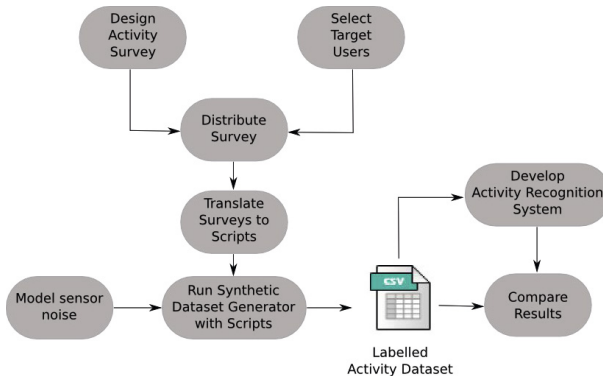 Design
Activity
Survey
Select
Target
Users
Distribute
Survey
Translate
Surveys to
Scripts
Develop
Activity Recognition
System
Model sensor
noise
Run Synthetic
Dataset Generator
with Scripts
CSV
Compare
Results
Labelled
Activity Dataset